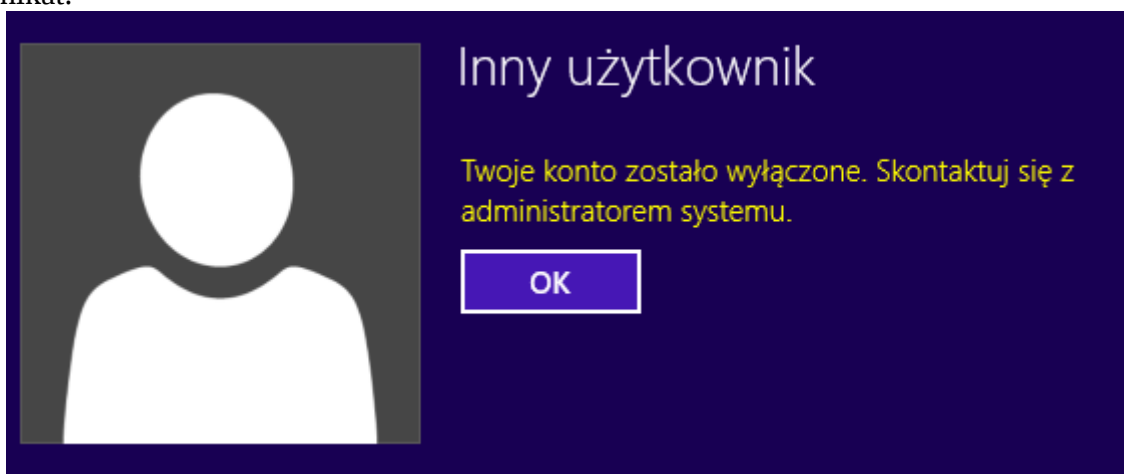 Inny użytkownik
Twoje konto zostało wyłączone. Skontaktuj się z
administratorem systemu.
OK